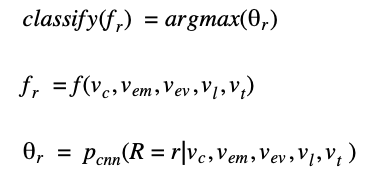 classify(f_r) = argmax(θ_r)
f_r = f(v_c,v_em,v_ev,v_l,v_t)
θ_r = p_cnn(R = r|v_c,v_em,v_ev,v_l,v_t )